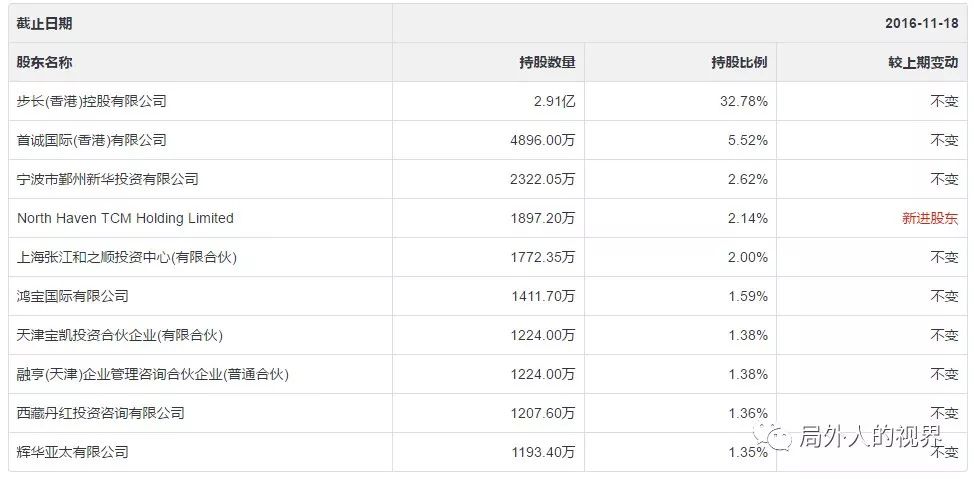 截止日期 2016-11-18
股东名称 持股数量 持股比例 较上期变动
步长(香港)控股有限公司 2.91亿 32.78% 不变
首诚国际(香港)有限公司 4896.00万 5.52% 不变
宁波市鄞州新华投资有限公司 2322.05万 2.62% 不变
North Haven TCM Holding Limited 1897.20万 2.14% 新进股东
上海张江和之顺投资中心(有限合伙) 1772.35万 2.00% 不变
鸿宝国际有限公司 1411.70万 1.59% 不变
天津宝凯投资合伙企业(有限合伙) 1224.00万 1.38% 不变
融亨(天津)企业管理咨询合伙企业(普通合伙) 1224.00万 1.38% 不变
西藏丹红投资咨询有限公司 1207.60万 1.36% 不变
辉华亚太有限公司 1193.40万 1.35% 不变
局外人的视界